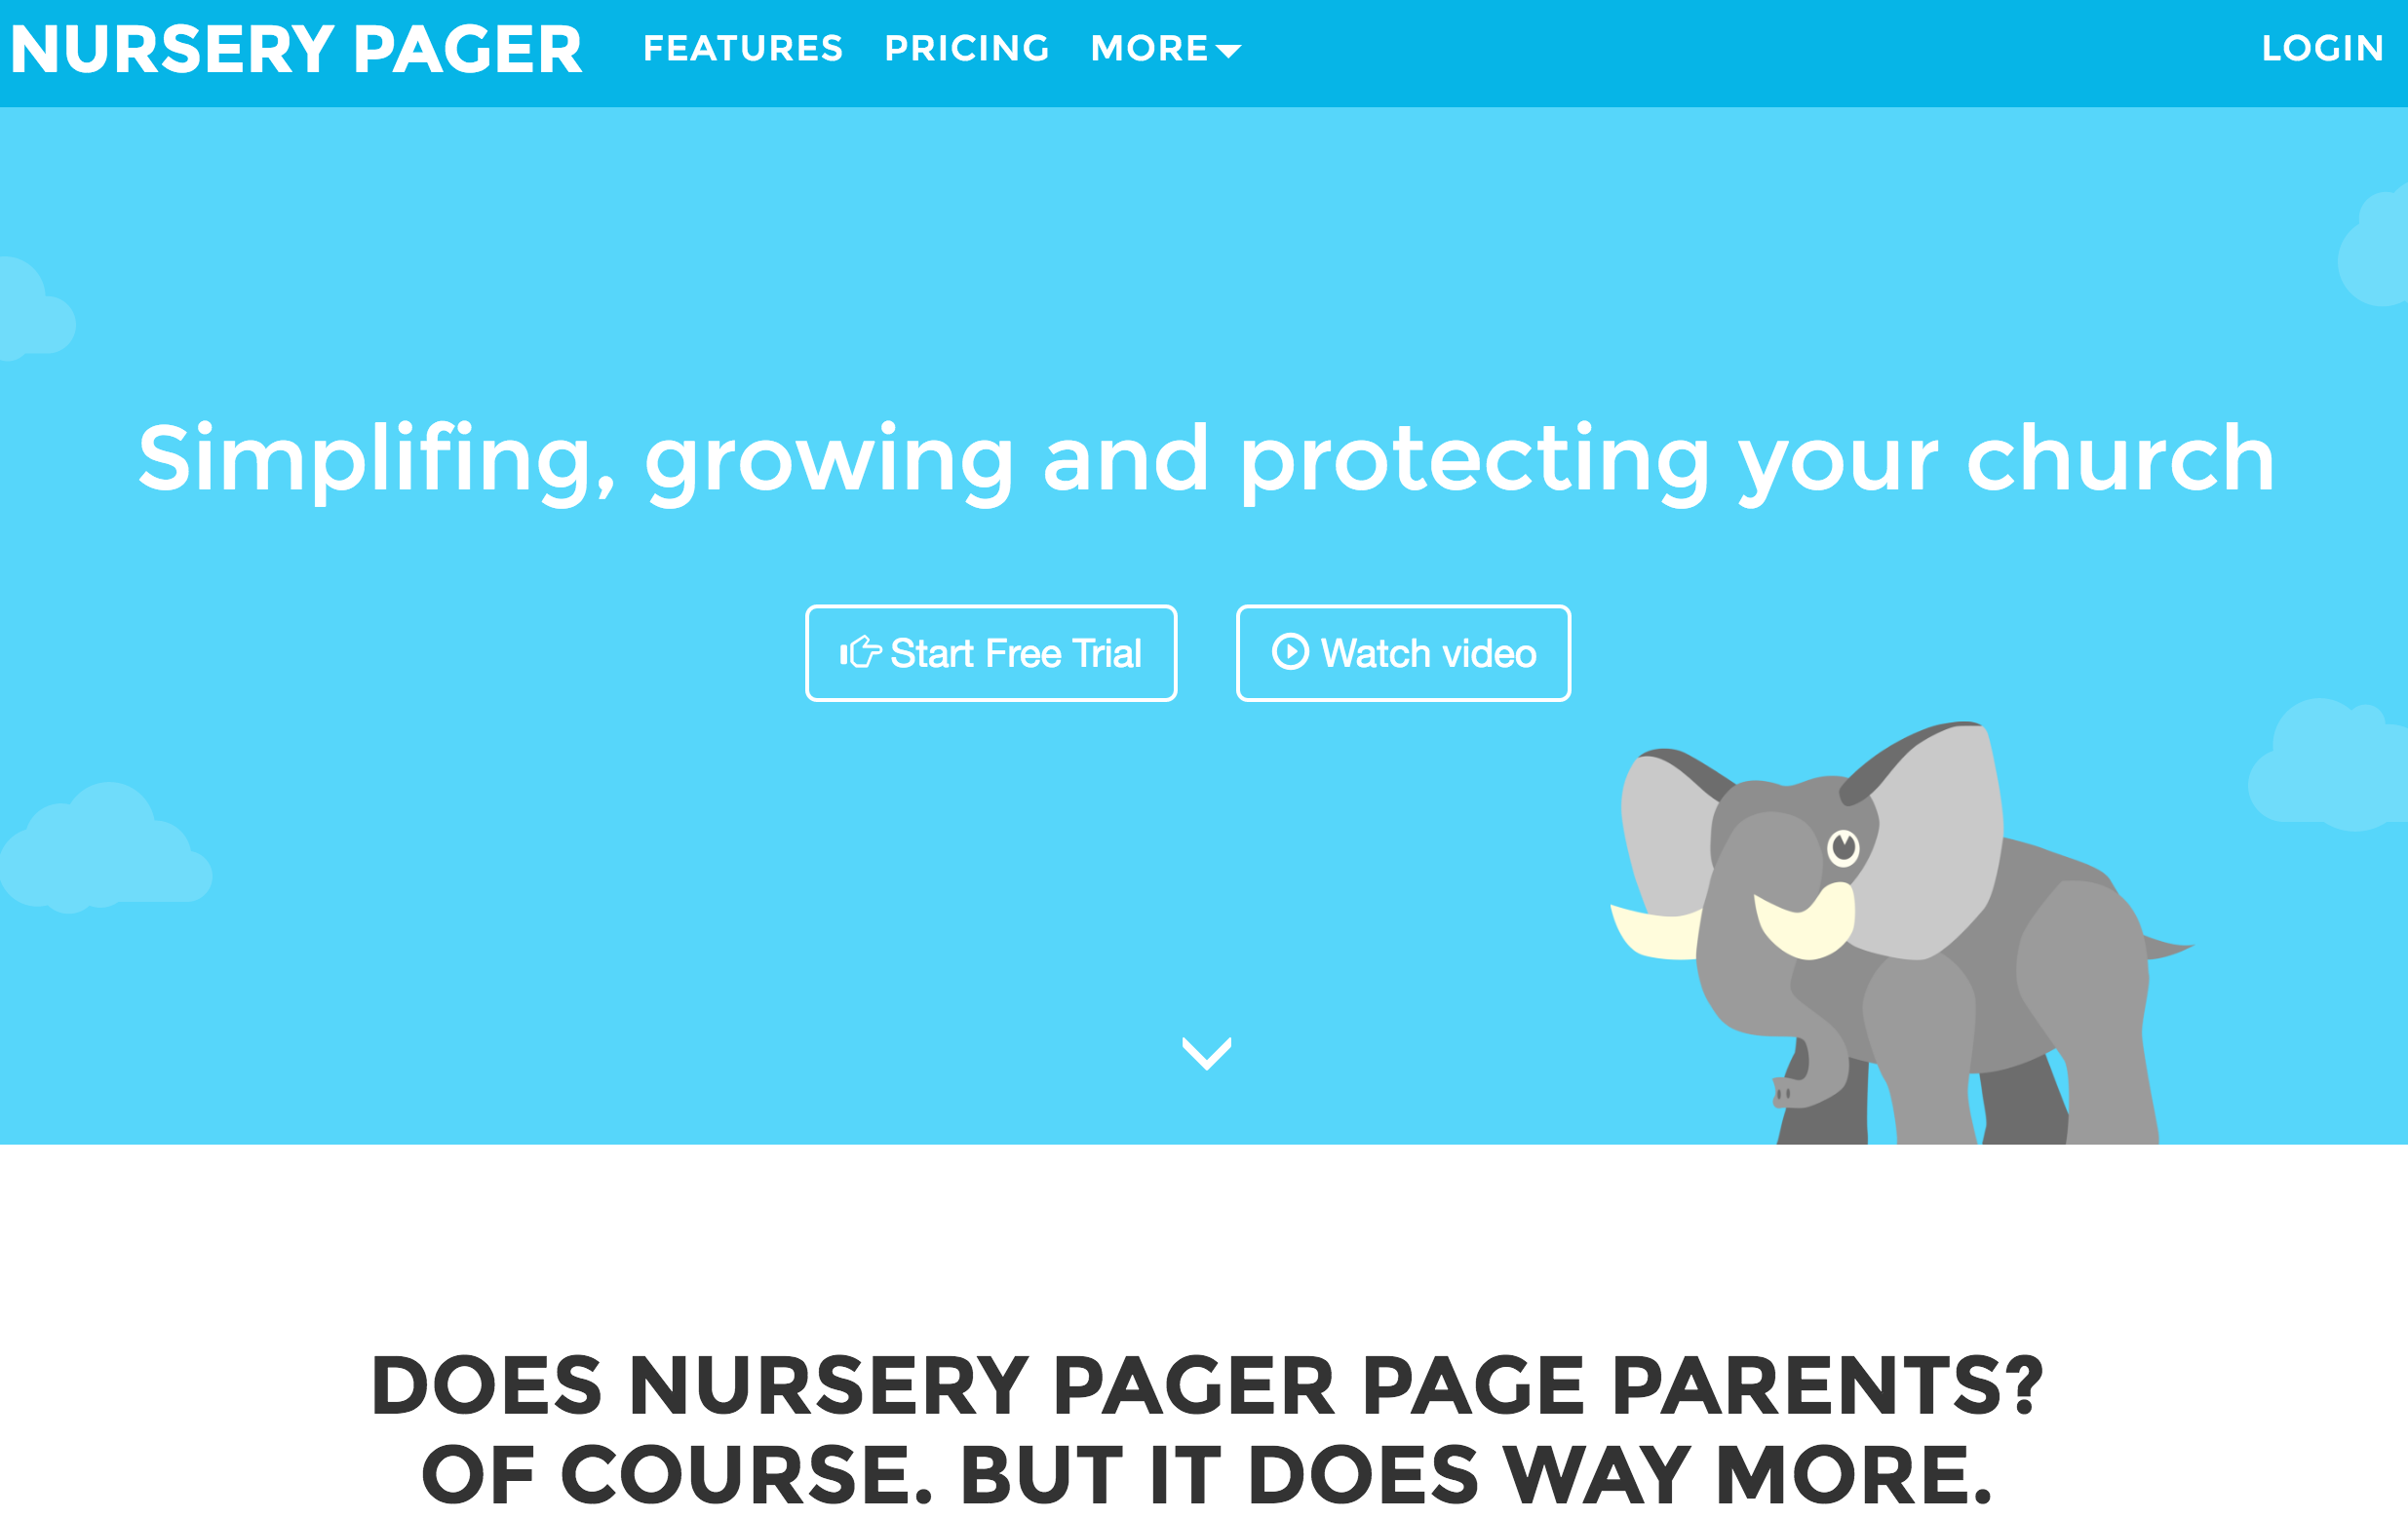 NURSERY PAGER
FEATURES
PRICING
MORE
LOGIN
Simplifing, growing and protecting your church
Start Free Trial
Watch video
DOES NURSERY PAGER PAGE PARENTS?
OF COURSE. BUT IT DOES WAY MORE.